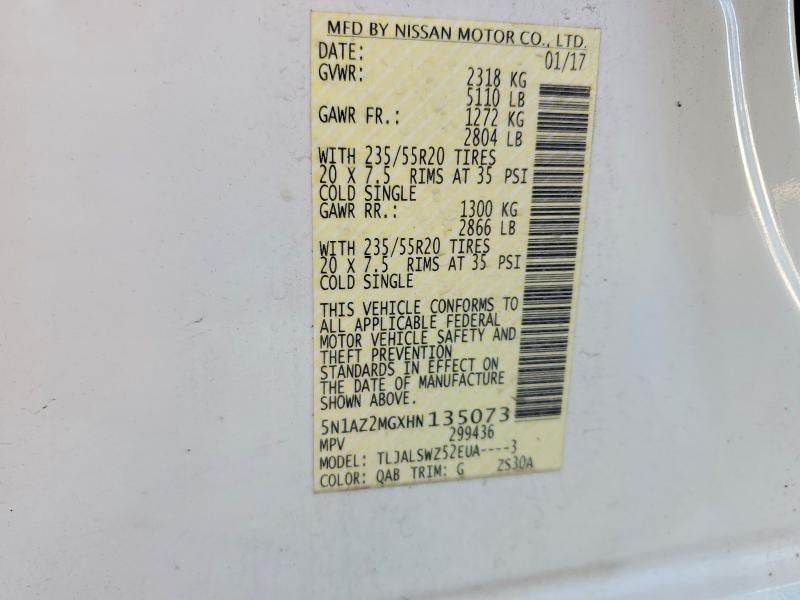 MFD BY NISSAN MOTOR CO., LTD.
DATE: 01/17
GVWR: 2318 KG
5110 LB
GAWR FR.: 1272 KG
2804 LB
WITH 235/55R20 TIRES
20 X 7.5 RIMS AT 35 PSI
COLD SINGLE
GAWR RR.: 1300 KG
2866 LB
WITH 235/55R20 TIRES
20 X 7.5 RIMS AT 35 PSI
COLD SINGLE
THIS VEHICLE CONFORMS TO
ALL APPLICABLE FEDERAL
MOTOR VEHICLE SAFETY AND
THEFT PREVENTION
STANDARDS IN EFFECT ON
THE DATE OF MANUFACTURE
SHOWN ABOVE.
5N1AZ2MGXHN135073
MPV 299436
MODEL: TLJALSWZ52EUA----3
COLOR: QAB TRIM: G ZS30A